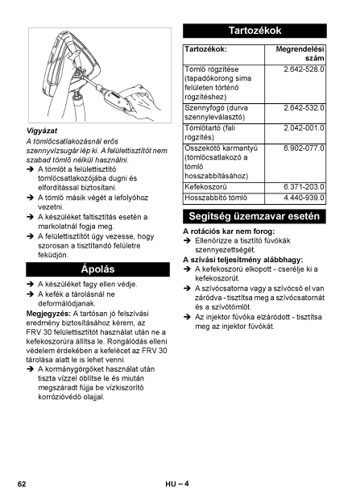 Vigyázat
A tömlőcsatlakozásnál erős
szennyvízsugár lép ki. A felülettisztítót nem
szabad tömlő nélkül használni.
➔ A tömlőt a felülettisztító
tömlőcsatlakozójába dugni és
elfordítással biztosítani.
➔ A tömlő másik végét a lefolyóhoz
vezetni.
➔ A készüléket faltisztítás esetén a
markolatnál fogja meg.
➔ A felülettisztítót úgy vezesse, hogy
szorosan a tisztítandó felületre
feküdjön.
Ápolás
➔ A készüléket fagy ellen védje.
➔ A kefék a tárolásnál ne
deformálódjanak.
Megjegyzés: A tartósan jó felszívási
eredmény biztosításához kérem, az
FRV 30 felülettisztítót használat után ne a
kefekoszorúra állítsa le. Rongálódás elleni
védelem érdekében a kefelécet az FRV 30
tárolása alatt le is lehet venni.
➔ A kormánygörgőket használat után
tiszta vízzel öblítse le és miután
megszáradt fújja be vízkiszorító
korrózióvédő olajjal.
Tartozékok
Tartozékok: Megrendelési
szám
Tömlő rögzítése 2.642-528.0
(tapadókorong sima
felületen történő
rögzítéshez)
Szennyfogó (durva 2.642-532.0
szennyleválasztó)
Tömlőtartó (fali 2.042-001.0
rögzítés)
Összekötő karmantyú 6.902-077.0
(tömlőcsatlakozó a
tömlő
hosszabbításához)
Kefekoszorú 6.371-203.0
Hosszabbító tömlő 4.440-939.0
Segítség üzemzavar esetén
A rotációs kar nem forog:
➔ Ellenőrizze a tisztító fúvókák
szennyezettségét.
A szívási teljesítmény alábbhagy:
➔ A kefekoszorú elkopott - cserélje ki a
kefekoszorút.
➔ A szívócsatorna vagy a szívócső el van
záródva - tisztítsa meg a szívócsatornát
és a szívótömlőt.
➔ Az injektor fúvóka elzáródott - tisztítsa
meg az injektor fúvókát.
62 HU – 4